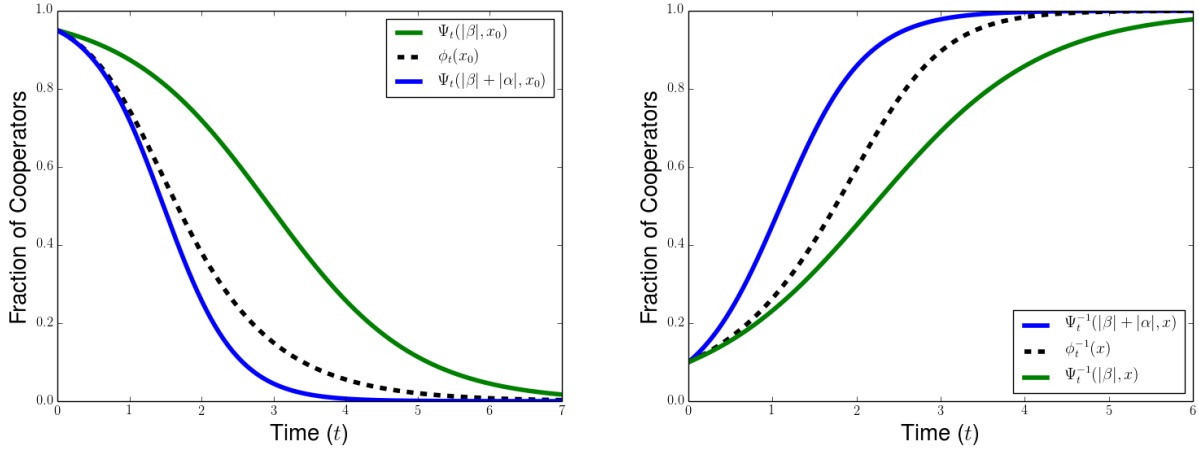 1.0
0.8
0.6
0.4
0.2
0.0
Fraction of Cooperators
0 1 2 3 4 5 6 7
Time (t)
Ψₜ(|β|, x₀)
ϕₜ(x₀)
Ψₜ(|β| + |α|, x₀)
1.0
0.8
0.6
0.4
0.2
0.0
Fraction of Cooperators
0 1 2 3 4 5 6
Time (t)
Ψₜ⁻¹(|β| + |α|, x)
ϕₜ⁻¹(x)
Ψₜ⁻¹(|β|, x)